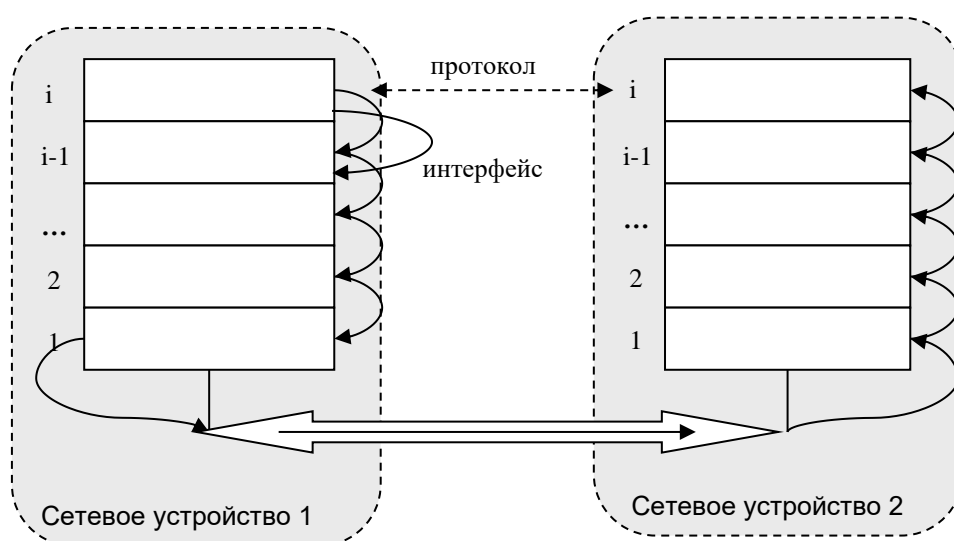 протокол
i
i
i-1
i-1
интерфейс
...
...
2
2
1
1
Сетевое устройство 1
Сетевое устройство 2